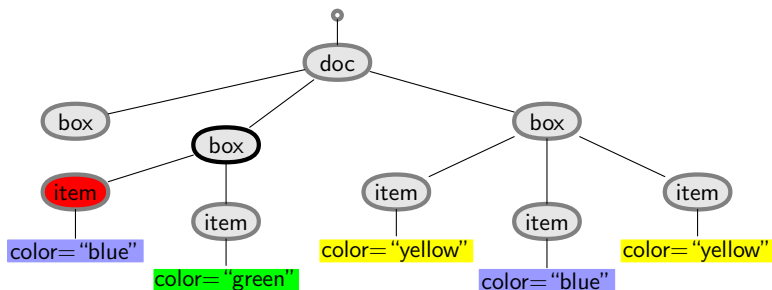 doc
box
box
box
item
item
item
item
item
color=“blue”
color=“green”
color=“yellow”
color=“blue”
color=“yellow”